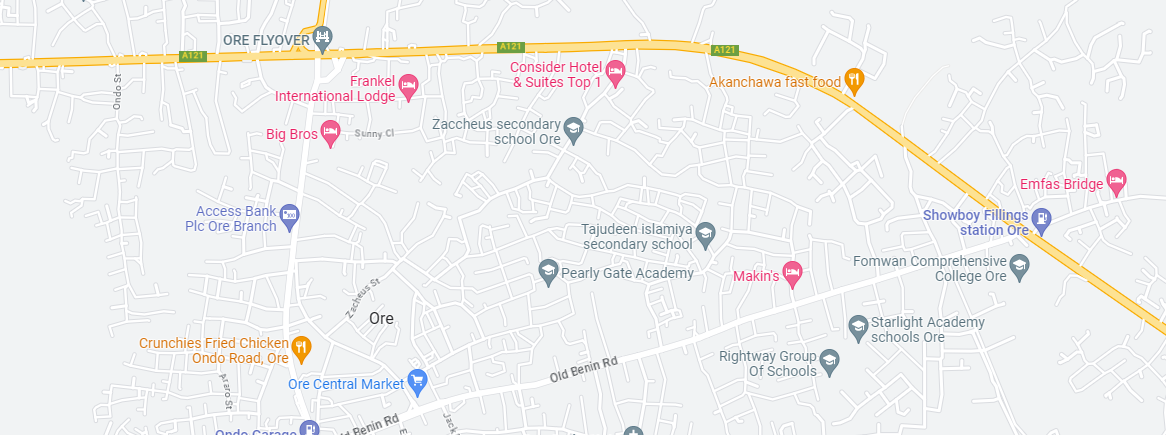 ORE FLYOVER
A121
A121
A121
Ondo St
Frankel
International Lodge
Consider Hotel
& Suites Top 1
Akanchawa fast food
Big Bros
Sunny Cl
Zaccheus secondary
school Ore
Emfas Bridge
Access Bank
Plc Ore Branch
Showboy Fillings
station Ore
Tajudeen islamiya
secondary school
Fomwan Comprehensive
College Ore
Pearly Gate Academy
Makin's
Zacheus St
Ore
Starlight Academy
schools Ore
Crunchies Fried Chicken
Ondo Road, Ore
Rightway Group
Of Schools
Old Benin Rd
Ore Central Market
Old Benin Rd
Ondo Garage